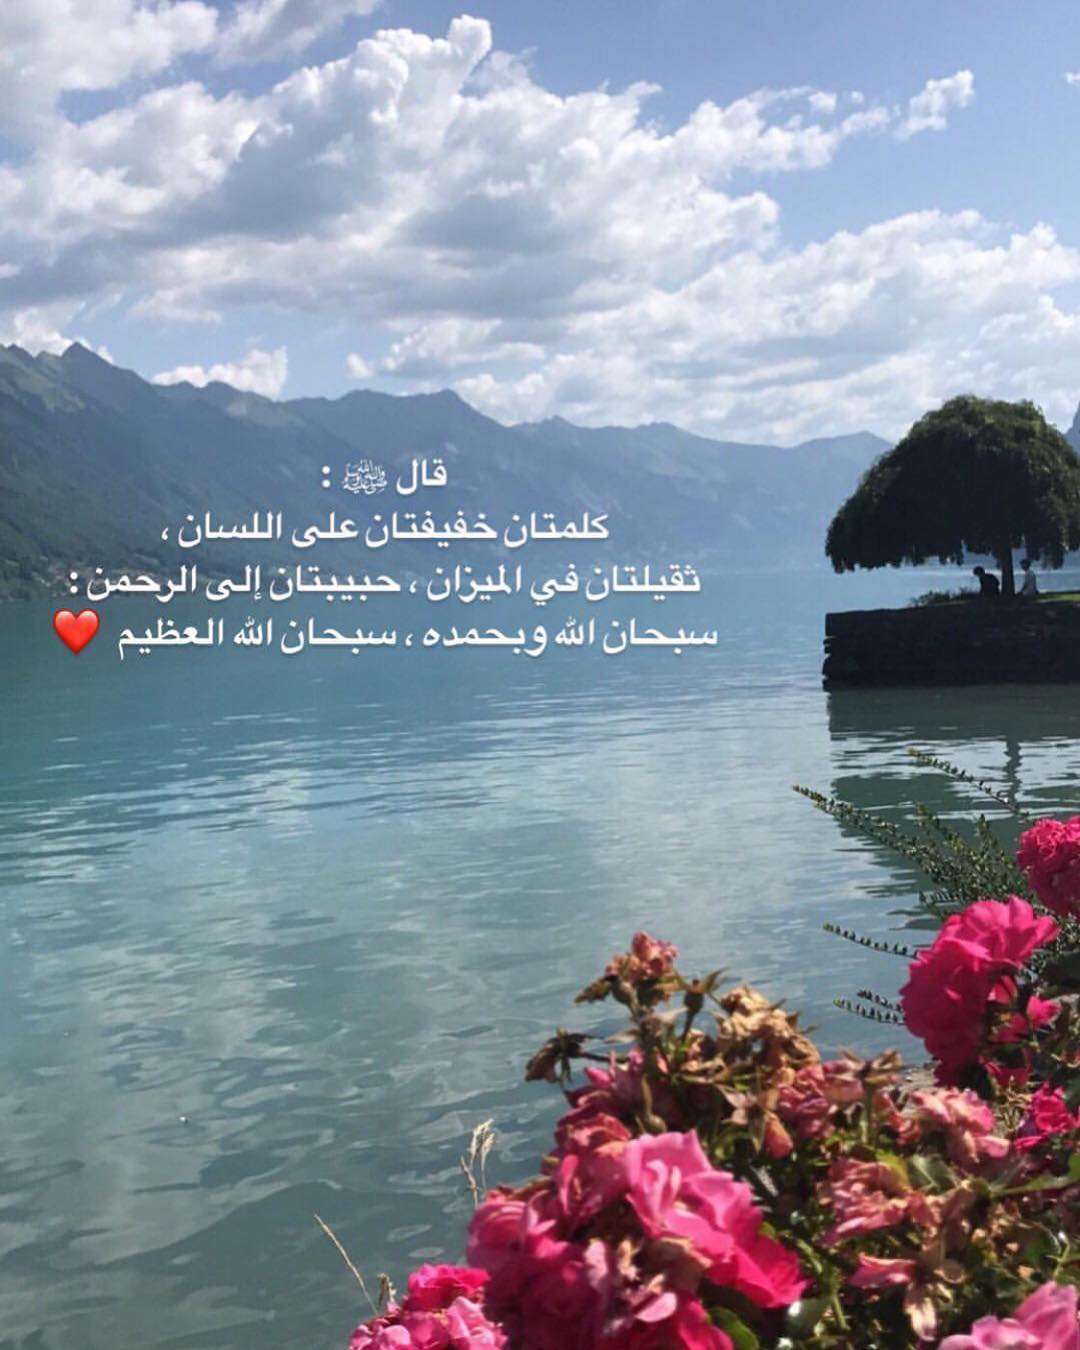 قال ﷺ :
كلمتان خفيفتان على اللسان ،
ثقيلتان في الميزان ، حبيبتان إلى الرحمن :
سبحان الله وبحمده ، سبحان الله العظيم ❤️